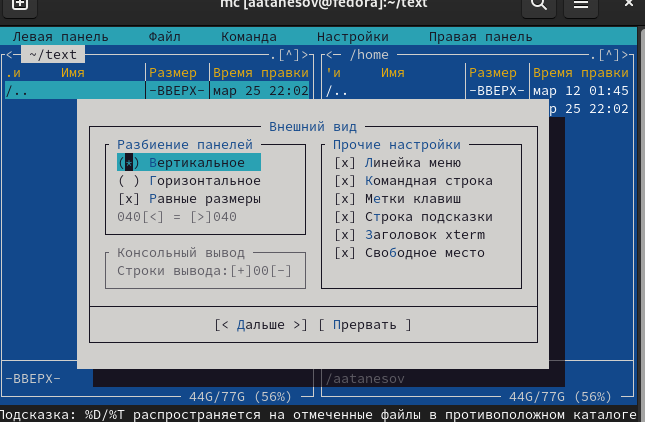 mc [aatanesov@fedora]:~/text
Левая панель Файл Команда Настройки Правая панель
<─ ~/text .[^]> <─ /home .[^]>
.и Имя Размер Время правки 'и Имя Размер Время правки
/.. -ВВЕРХ- мар 25 22:02 /.. -ВВЕРХ- мар 12 01:45
р 25 22:02
Внешний вид
Разбиение панелей Прочие настройки
(*) Вертикальное [x] Линейка меню
( ) Горизонтальное [x] Командная строка
[x] Равные размеры [x] Метки клавиш
040[<] = [>]040 [x] Строка подсказки
[x] Заголовок xterm
Консольный вывод [x] Свободное место
Строки вывода:[+]00[-]
[< Дальше >] [ Прервать ]
-ВВЕРХ- /aatanesov
44G/77G (56%) 44G/77G (56%)
Подсказка: %D/%T распространяется на отмеченные файлы в противоположном каталоге